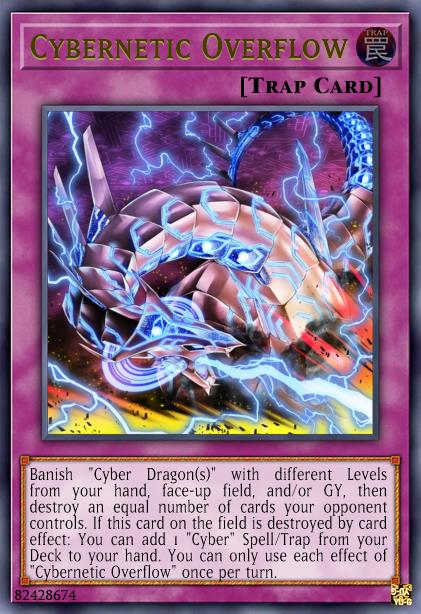 CYBERNETIC OVERFLOW
TRAP
罠
[TRAP CARD]
Banish "Cyber Dragon(s)" with different Levels
from your hand, face-up field, and/or GY, then
destroy an equal number of cards your opponent
controls. If this card on the field is destroyed by card
effect: You can add 1 "Cyber" Spell/Trap from your
Deck to your hand. You can only use each effect of
"Cybernetic Overflow" once per turn.
82428674